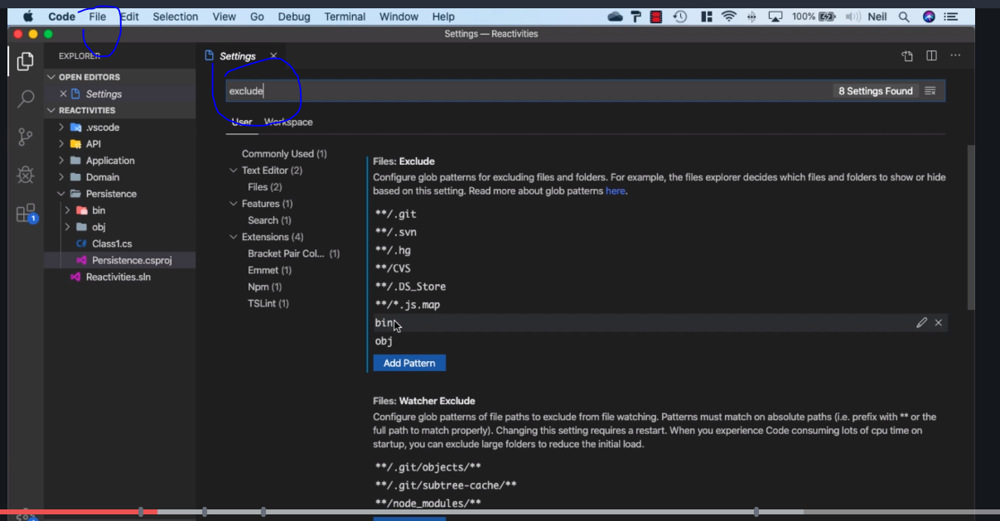 Code File Edit Selection View Go Debug Terminal Window Help 100% Neil
Settings — Reactivities
EXPLORER
Settings
OPEN EDITORS
Settings
REACTIVITIES
.vscode
API
Application
Domain
Persistence
bin
obj
C# Class1.cs
Persistence.csproj
Reactivities.sln
1
exclude
8 Settings Found
User Workspace
Commonly Used (1)
Text Editor (2)
Files (2)
Features (1)
Search (1)
Extensions (4)
Bracket Pair Col... (1)
Emmet (1)
Npm (1)
TSLint (1)
Files: Exclude
Configure glob patterns for excluding files and folders. For example, the files explorer decides which files and folders to show or hide
based on this setting. Read more about glob patterns here.
**/.git
**/.svn
**/.hg
**/CVS
**/.DS_Store
**/*.js.map
bin
obj
Add Pattern
Files: Watcher Exclude
Configure glob patterns of file paths to exclude from file watching. Patterns must match on absolute paths (i.e. prefix with ** or the
full path to match properly). Changing this setting requires a restart. When you experience Code consuming lots of cpu time on
startup, you can exclude large folders to reduce the initial load.
**/.git/objects/**
**/.git/subtree-cache/**
**/node_modules/**